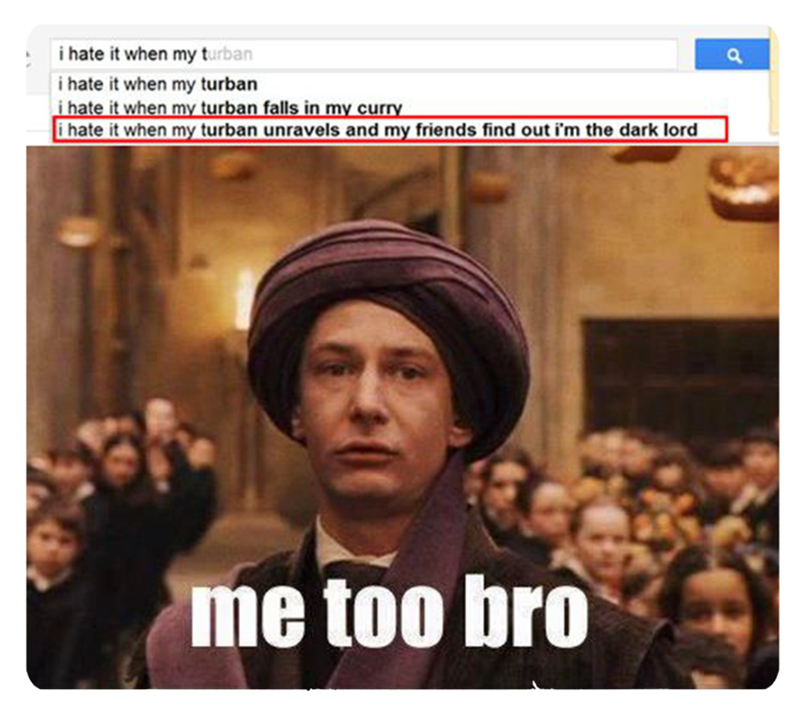 i hate it when my turban
i hate it when my turban
i hate it when my turban falls in my curry
i hate it when my turban unravels and my friends find out i'm the dark lord
me too bro